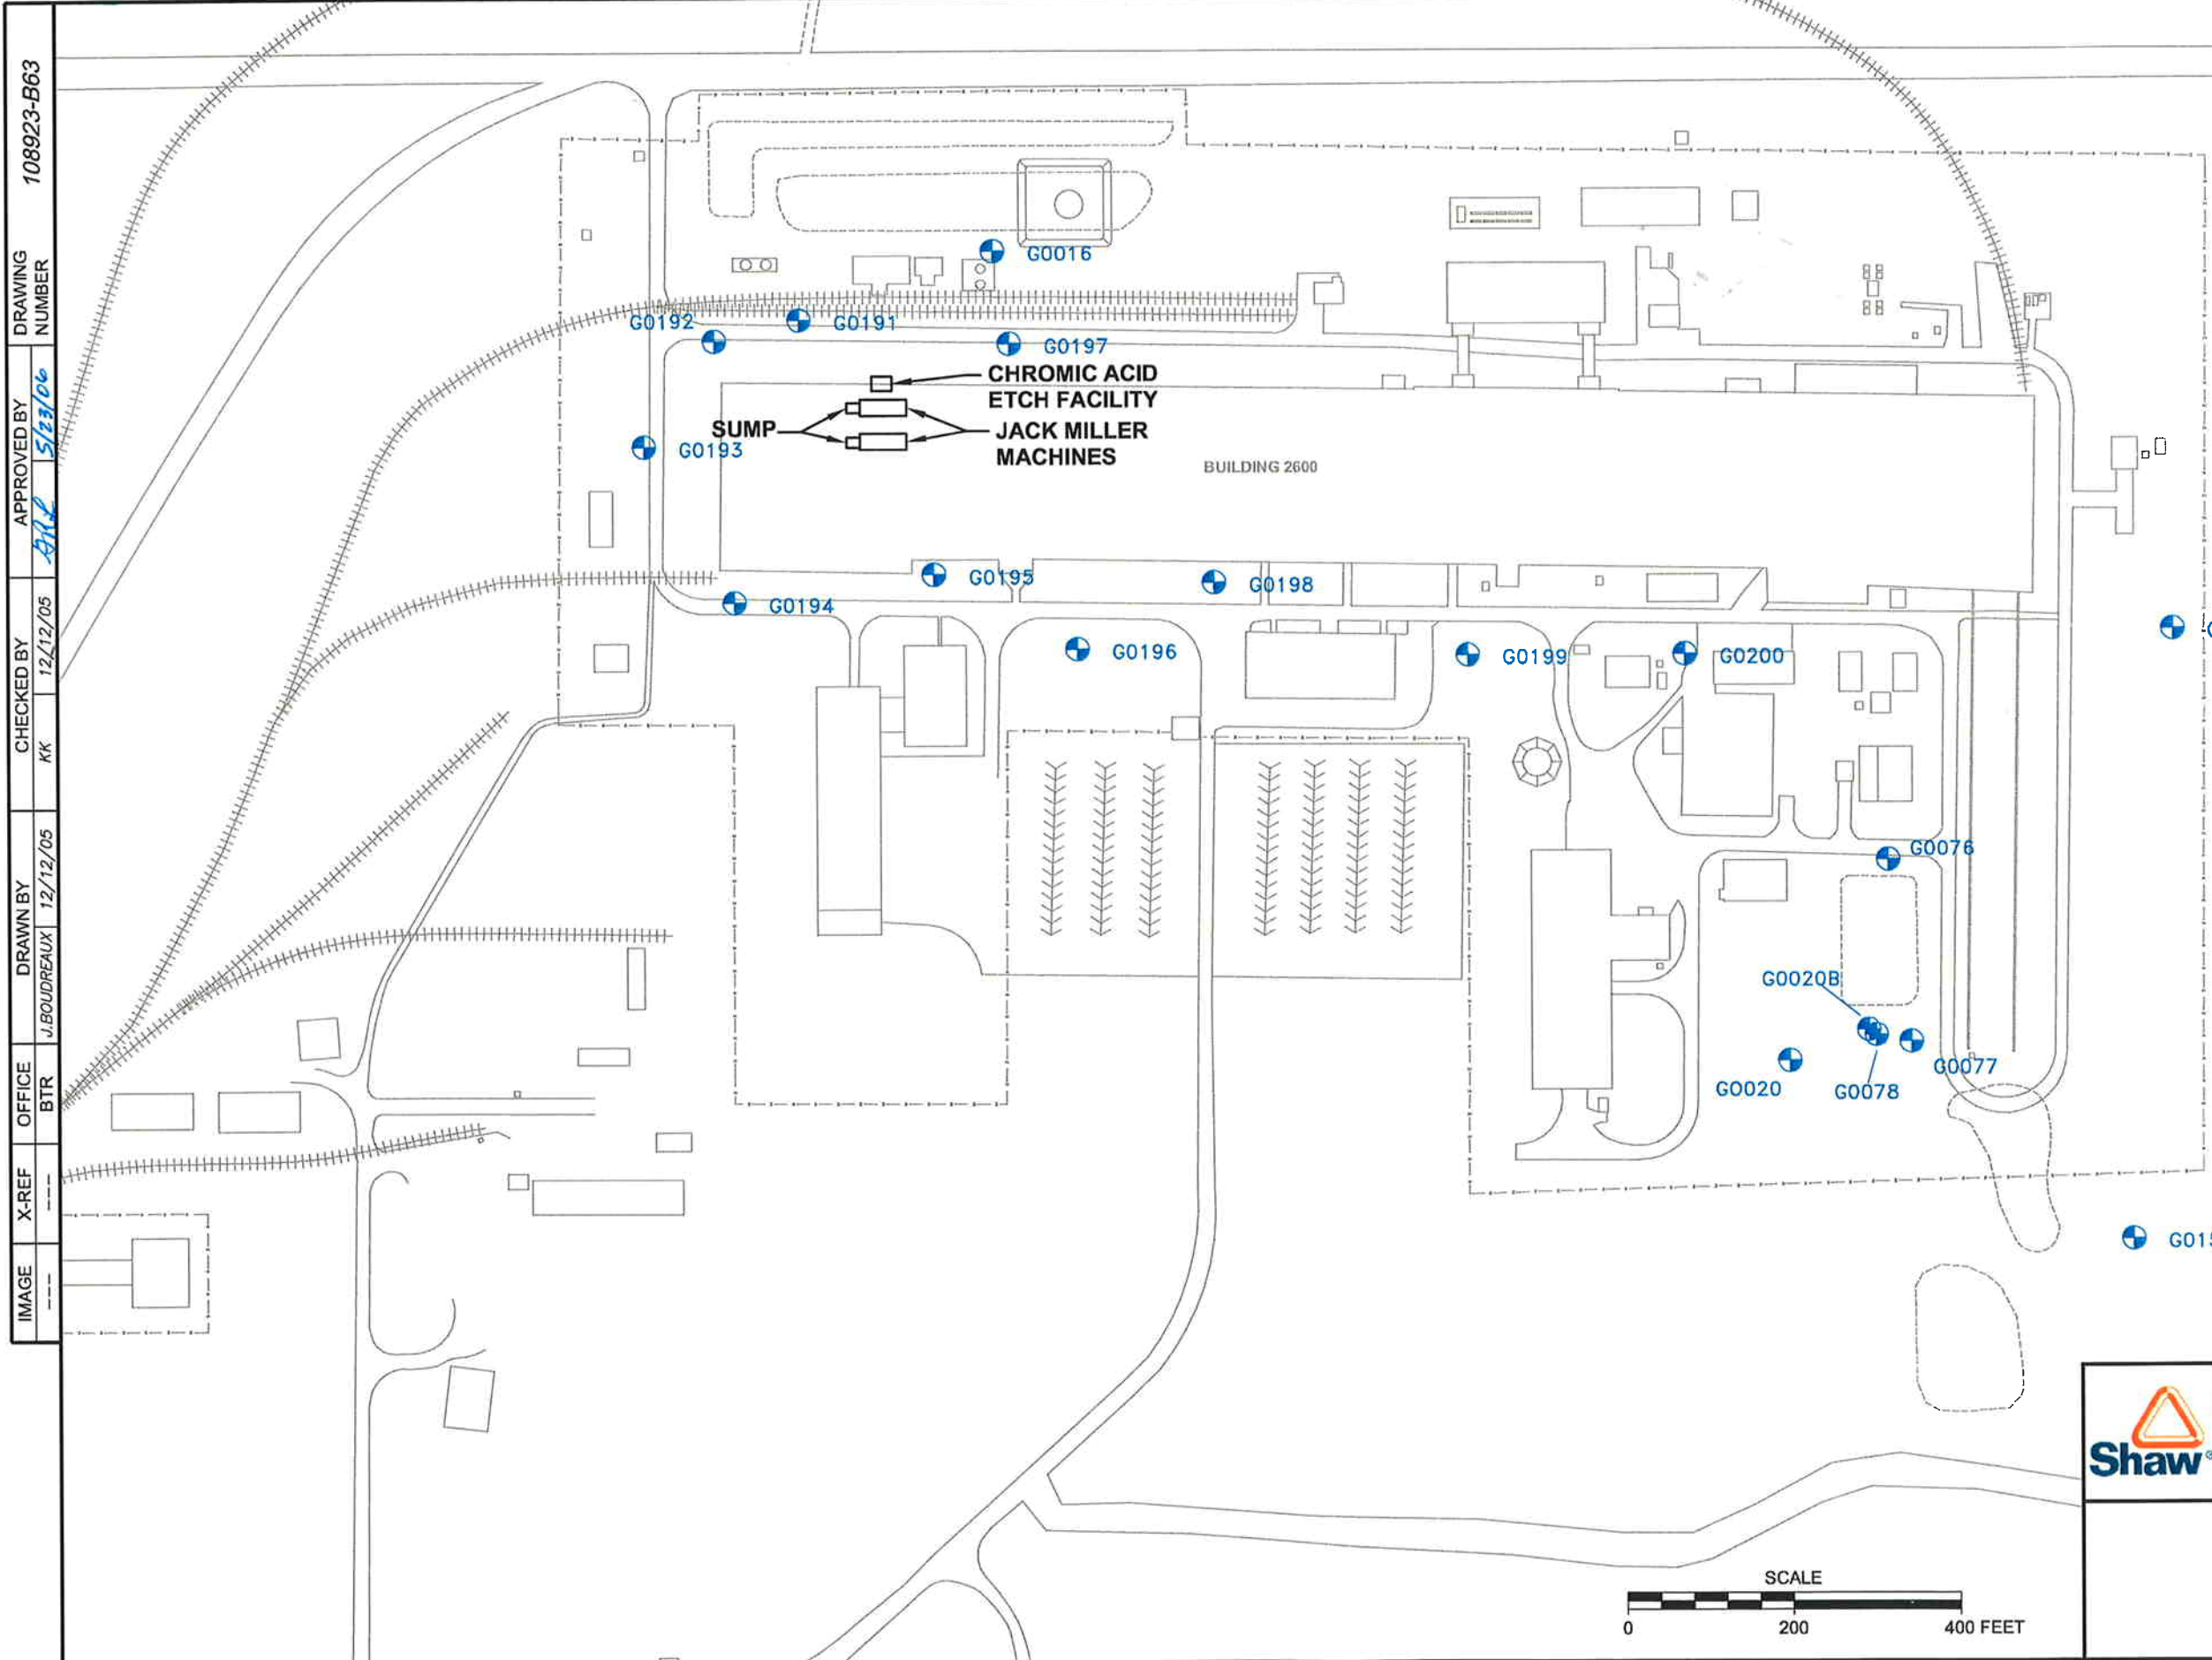 DRAWING
NUMBER
108923-B63
APPROVED BY
5/23/06
CHECKED BY
KK
12/12/05
DRAWN BY
J.BOUDREAUX
12/12/05
OFFICE
BTR
X-REF
----
IMAGE
----
G0016
G0192
G0191
G0197
CHROMIC ACID
ETCH FACILITY
SUMP
JACK MILLER
MACHINES
G0193
BUILDING 2600
G0195
G0198
G0194
G0196
G0199
G0200
G0076
G0020B
G0077
G0020
G0078
Shaw®
SCALE
0
200
400 FEET